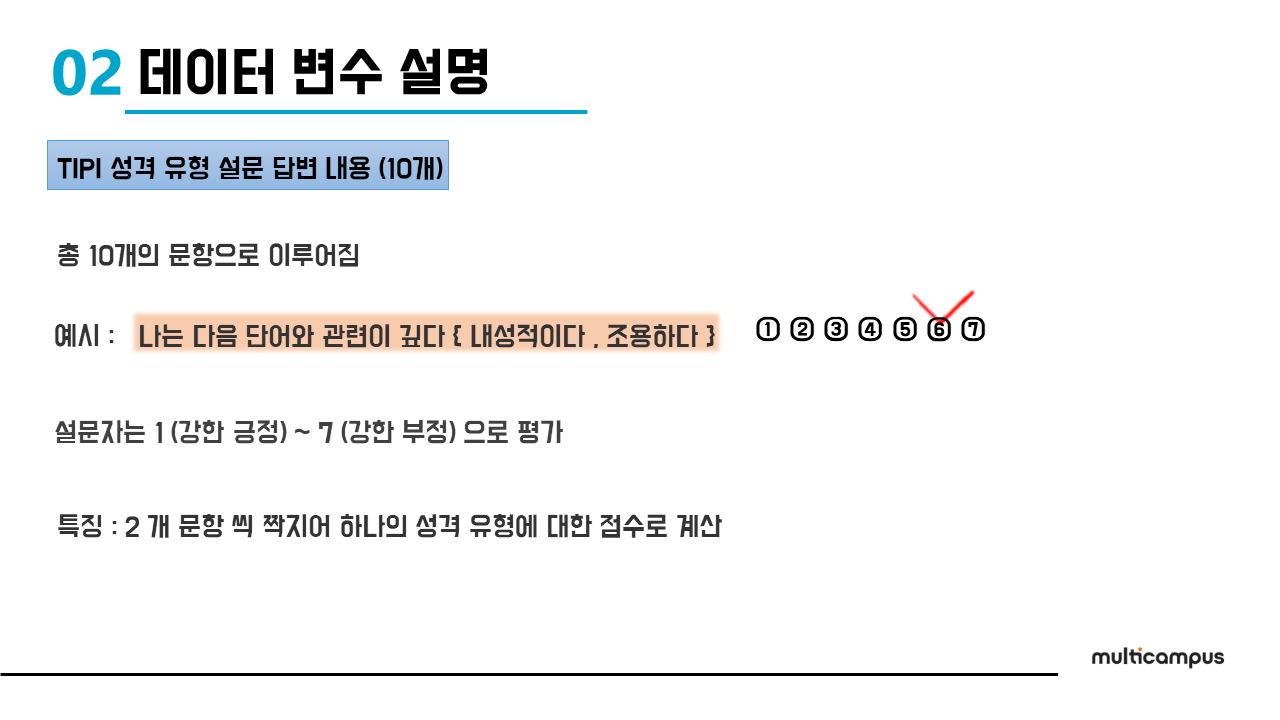 02 데이터 변수 설명
TIPI 성격 유형 설문 답변 내용 (10개)
총 10개의 문항으로 이루어짐
예시 : 나는 다음 단어와 관련이 깊다 { 내성적이다 , 조용하다 } ① ② ③ ④ ⑤ ⑥ ⑦
설문자는 1 (강한 긍정) ~ 7 (강한 부정) 으로 평가
특징 : 2 개 문항 씩 짝지어 하나의 성격 유형에 대한 점수로 계산
multicampus